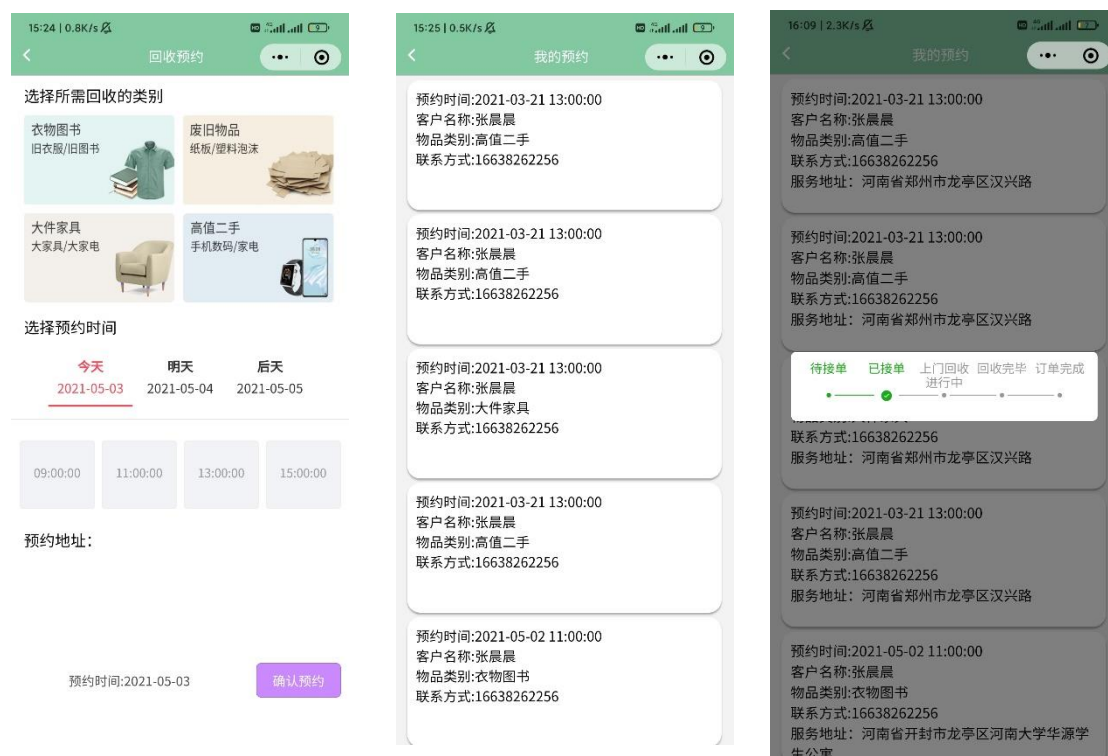 15:24 | 0.8K/s
回收预约
选择所需回收的类别
衣物图书
旧衣服/旧图书
废旧物品
纸板/塑料泡沫
大件家具
大家具/大家电
高值二手
手机数码/家电
选择预约时间
今天
2021-05-03
明天
2021-05-04
后天
2021-05-05
09:00:00
11:00:00
13:00:00
15:00:00
预约地址:
预约时间:2021-05-03
确认预约
15:25 | 0.5K/s
我的预约
预约时间:2021-03-21 13:00:00
客户名称:张晨晨
物品类别:高值二手
联系方式:16638262256
预约时间:2021-03-21 13:00:00
客户名称:张晨晨
物品类别:高值二手
联系方式:16638262256
预约时间:2021-03-21 13:00:00
客户名称:张晨晨
物品类别:大件家具
联系方式:16638262256
预约时间:2021-03-21 13:00:00
客户名称:张晨晨
物品类别:高值二手
联系方式:16638262256
预约时间:2021-05-02 11:00:00
客户名称:张晨晨
物品类别:衣物图书
联系方式:16638262256
16:09 | 2.3K/s
我的预约
预约时间:2021-03-21 13:00:00
客户名称:张晨晨
物品类别:高值二手
联系方式:16638262256
服务地址: 河南省郑州市龙亭区汉兴路
预约时间:2021-03-21 13:00:00
客户名称:张晨晨
物品类别:高值二手
联系方式:16638262256
服务地址: 河南省郑州市龙亭区汉兴路
待接单
已接单
上门回收
进行中
回收完毕
订单完成
联系方式:16638262256
服务地址: 河南省郑州市龙亭区汉兴路
预约时间:2021-03-21 13:00:00
客户名称:张晨晨
物品类别:高值二手
联系方式:16638262256
服务地址: 河南省郑州市龙亭区汉兴路
预约时间:2021-05-02 11:00:00
客户名称:张晨晨
物品类别:衣物图书
联系方式:16638262256
服务地址: 河南省开封市龙亭区河南大学华源学
生公寓